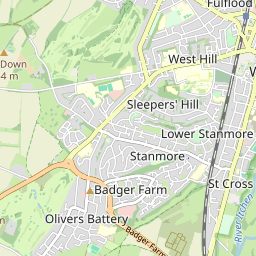 Fulflood
Down
4 m
West Hill
W
Sleepers' Hill
Lower Stanmore
Stanmore
St Cross
Badger Farm
Olivers Battery
River Itchen
Badger Farm